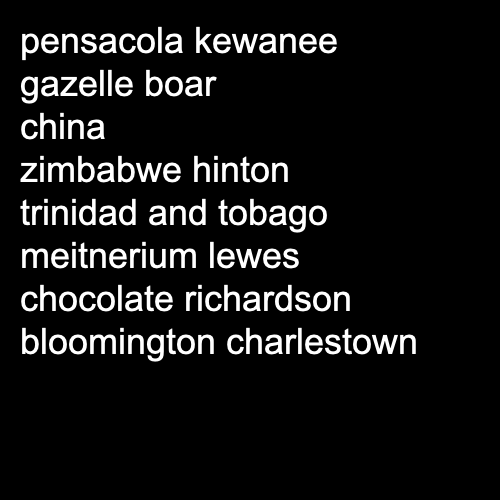 pensacola kewanee
gazelle boar
china
zimbabwe hinton
trinidad and tobago
meitnerium lewes
chocolate richardson
bloomington charlestown